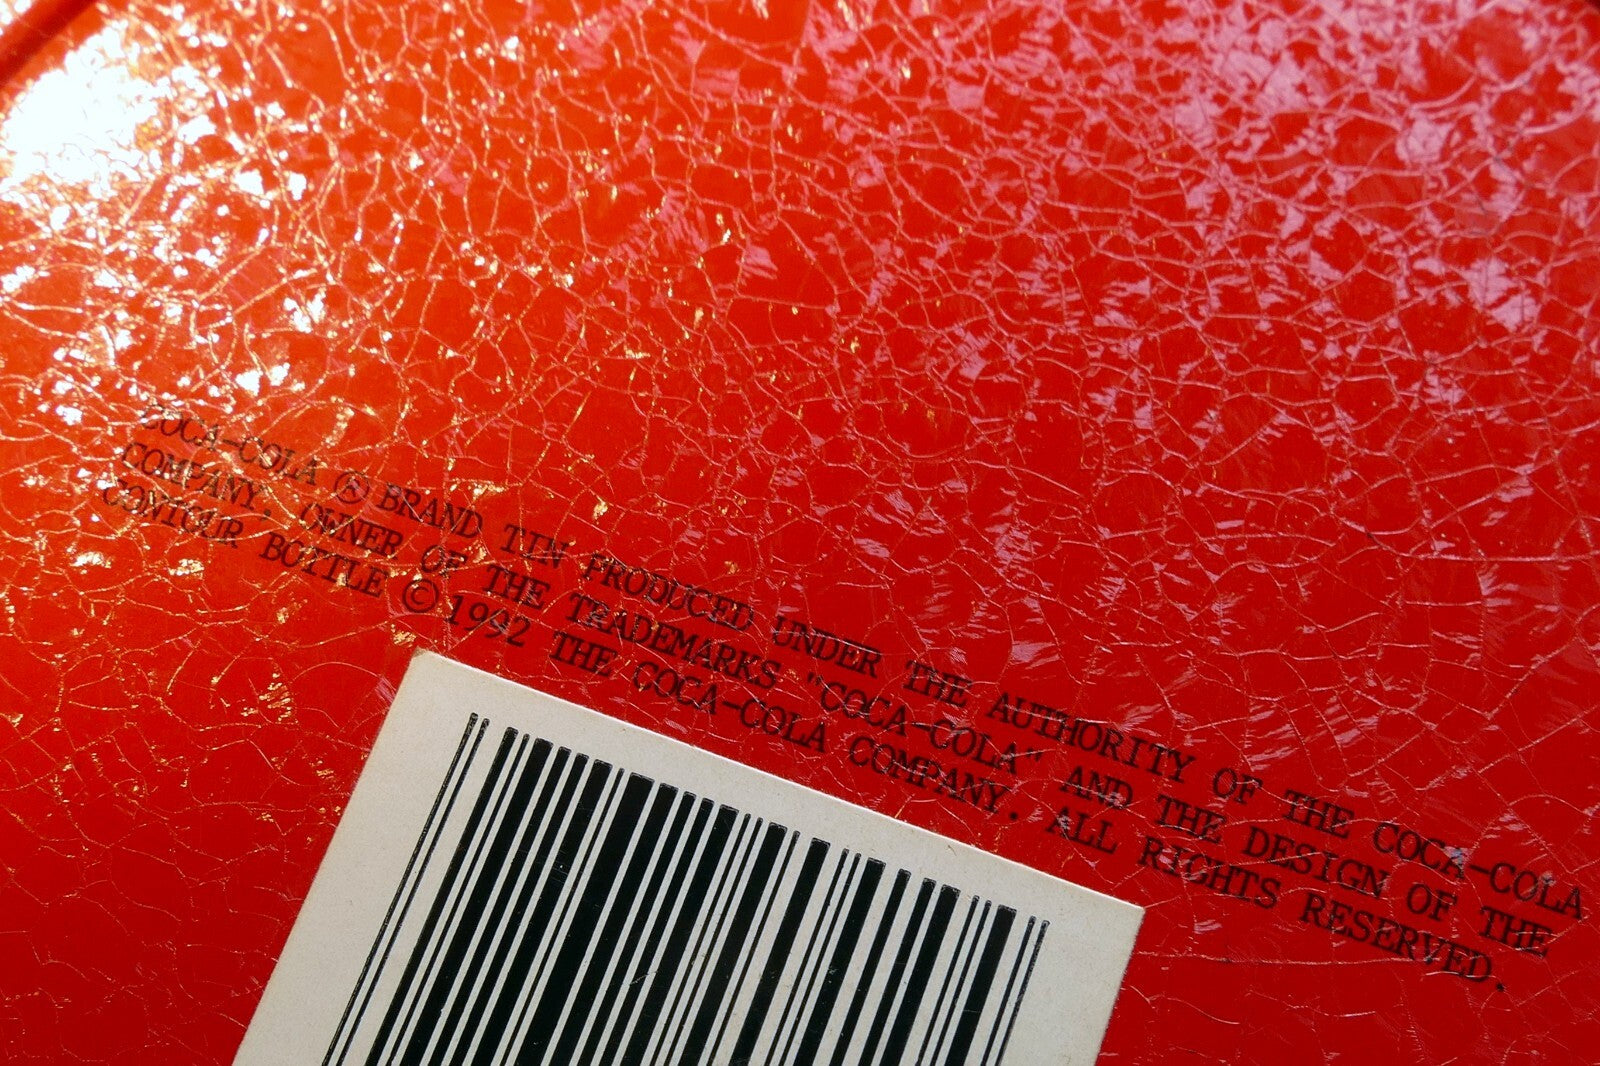 COCA-COLA ® BRAND TIN PRODUCED UNDER THE AUTHORITY OF THE COCA-COLA
COMPANY, OWNER OF THE TRADEMARKS "COCA-COLA" AND THE DESIGN OF THE
CONTOUR BOTTLE © 1992 THE COCA-COLA COMPANY. ALL RIGHTS RESERVED.